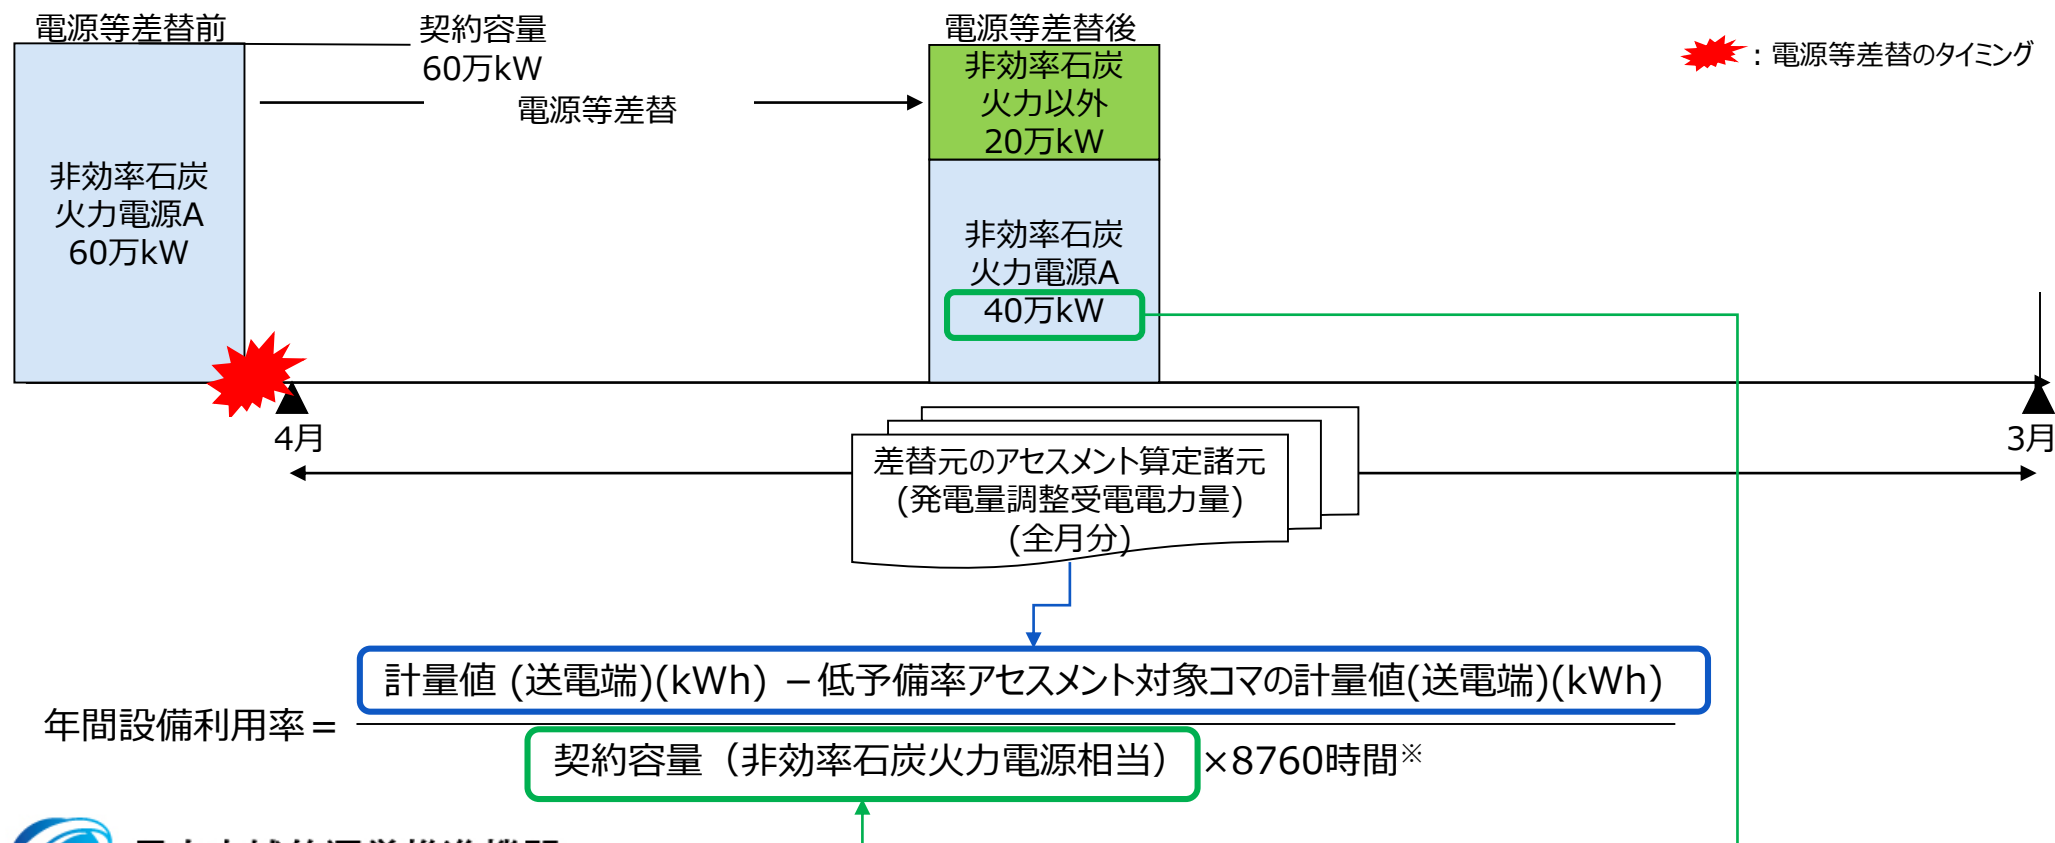 電源等差替前
契約容量
60万kW
電源等差替
電源等差替後
:電源等差替のタイミング
非効率石炭
火力電源A
60万kW
非効率石炭
火力以外
20万kW
非効率石炭
火力電源A
40万kW
4月
3月
差替元のアセスメント算定諸元
(発電量調整受電電力量)
(全月分)
年間設備利用率=
計量値 (送電端)(kWh) −低予備率アセスメント対象コマの計量値(送電端)(kWh)
契約容量（非効率石炭火力電源相当）×8760時間※